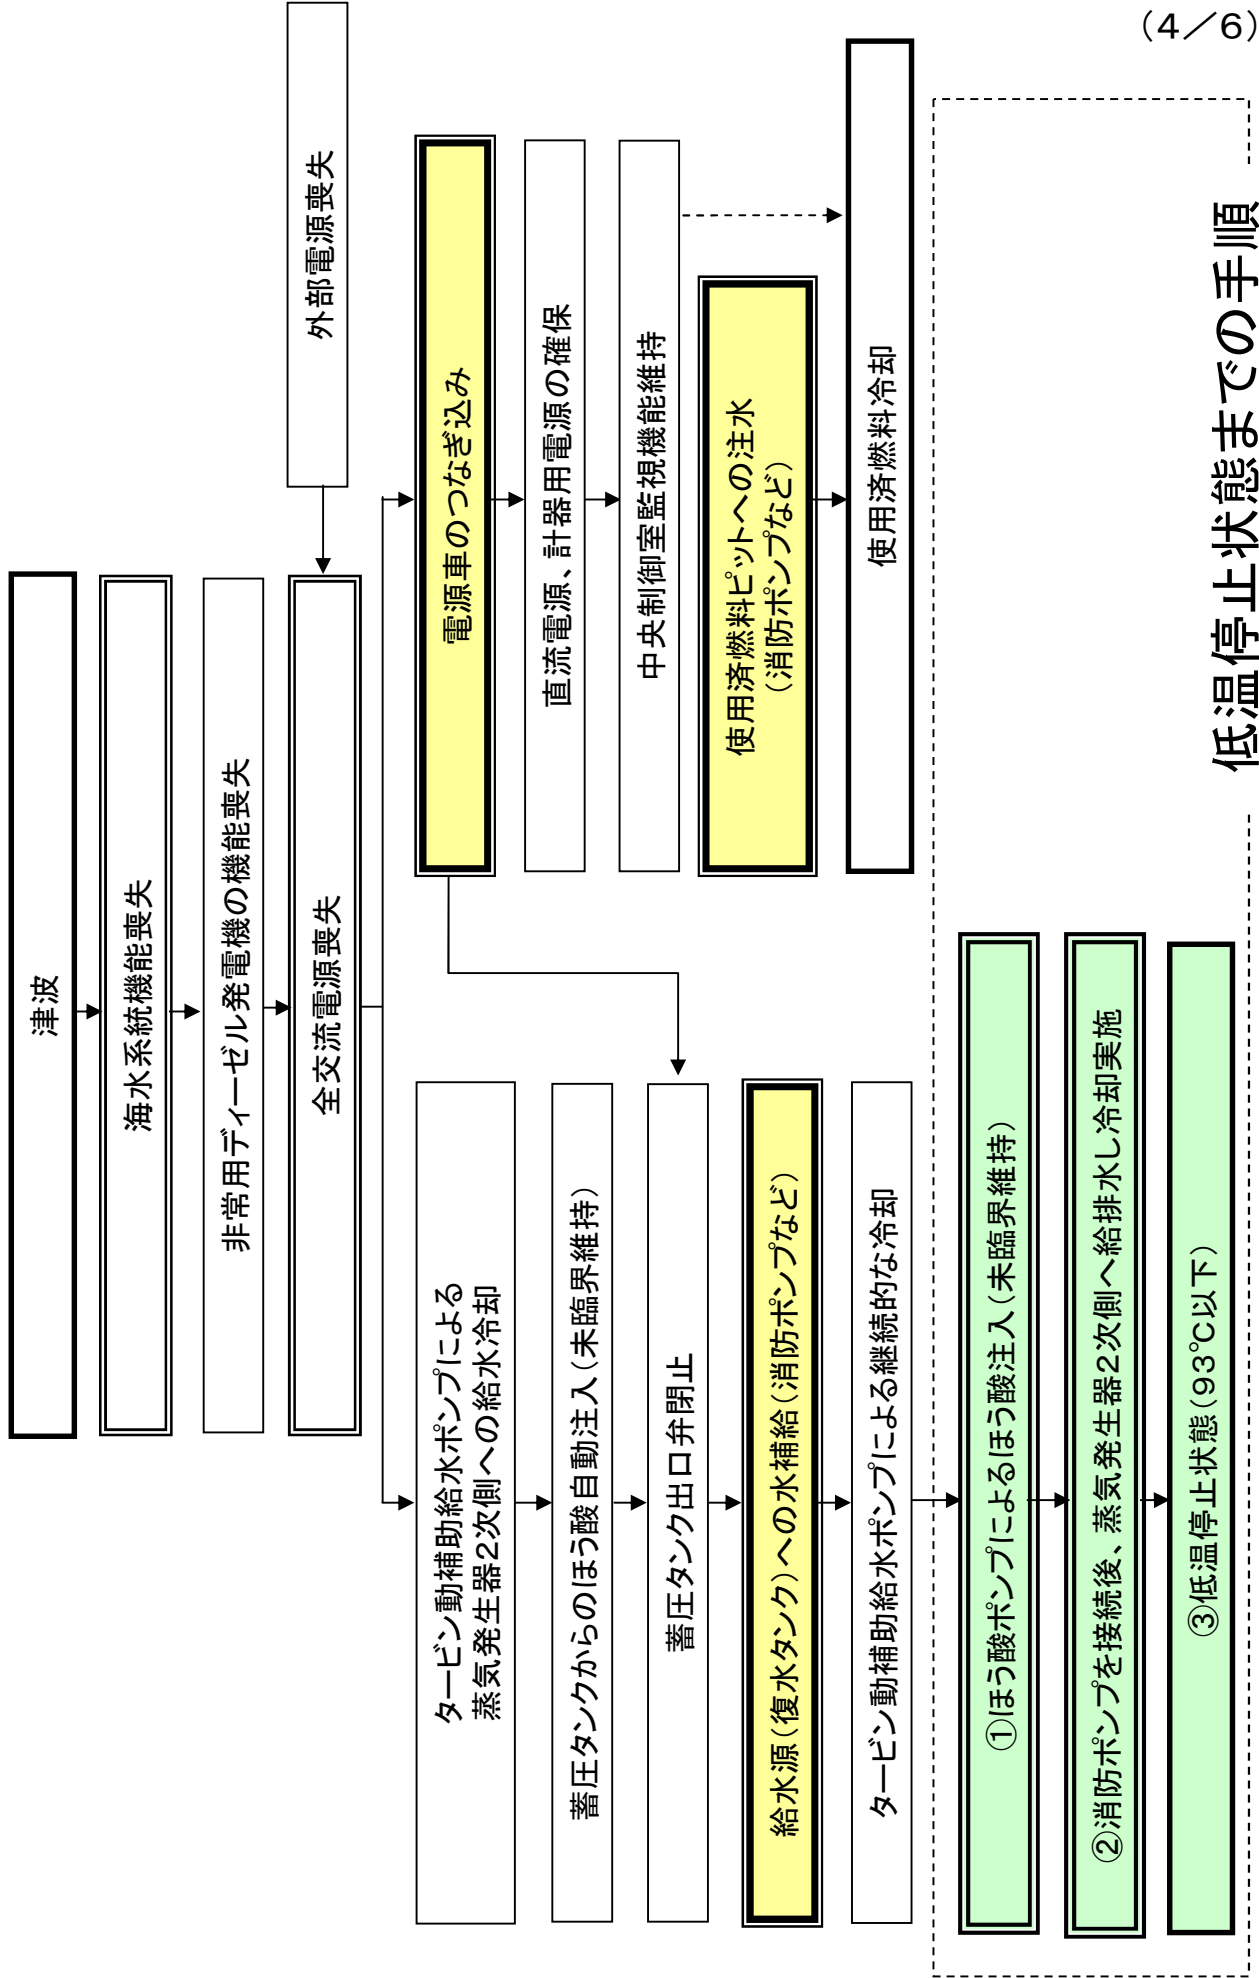 (4/6)
津波
海水系統機能喪失
非常用ディーゼル発電機の機能喪失
外部電源喪失
全交流電源喪失
タービン動補助給水ポンプによる
蒸気発生器2次側への給水冷却
蓄圧タンクからのほう酸自動注入(未臨界維持)
蓄圧タンク出口弁閉止
給水源(復水タンク)への水補給(消防ポンプなど)
タービン動補助給水ポンプによる継続的な冷却
電源車のつなぎ込み
直流電源、計器用電源の確保
中央制御室監視機能維持
使用済燃料ピットへの注水
(消防ポンプなど)
使用済燃料冷却
①ほう酸ポンプによるほう酸注入(未臨界維持)
②消防ポンプを接続後、蒸気発生器2次側へ給排水し冷却実施
③低温停止状態(93℃以下)
低温停止状態までの手順